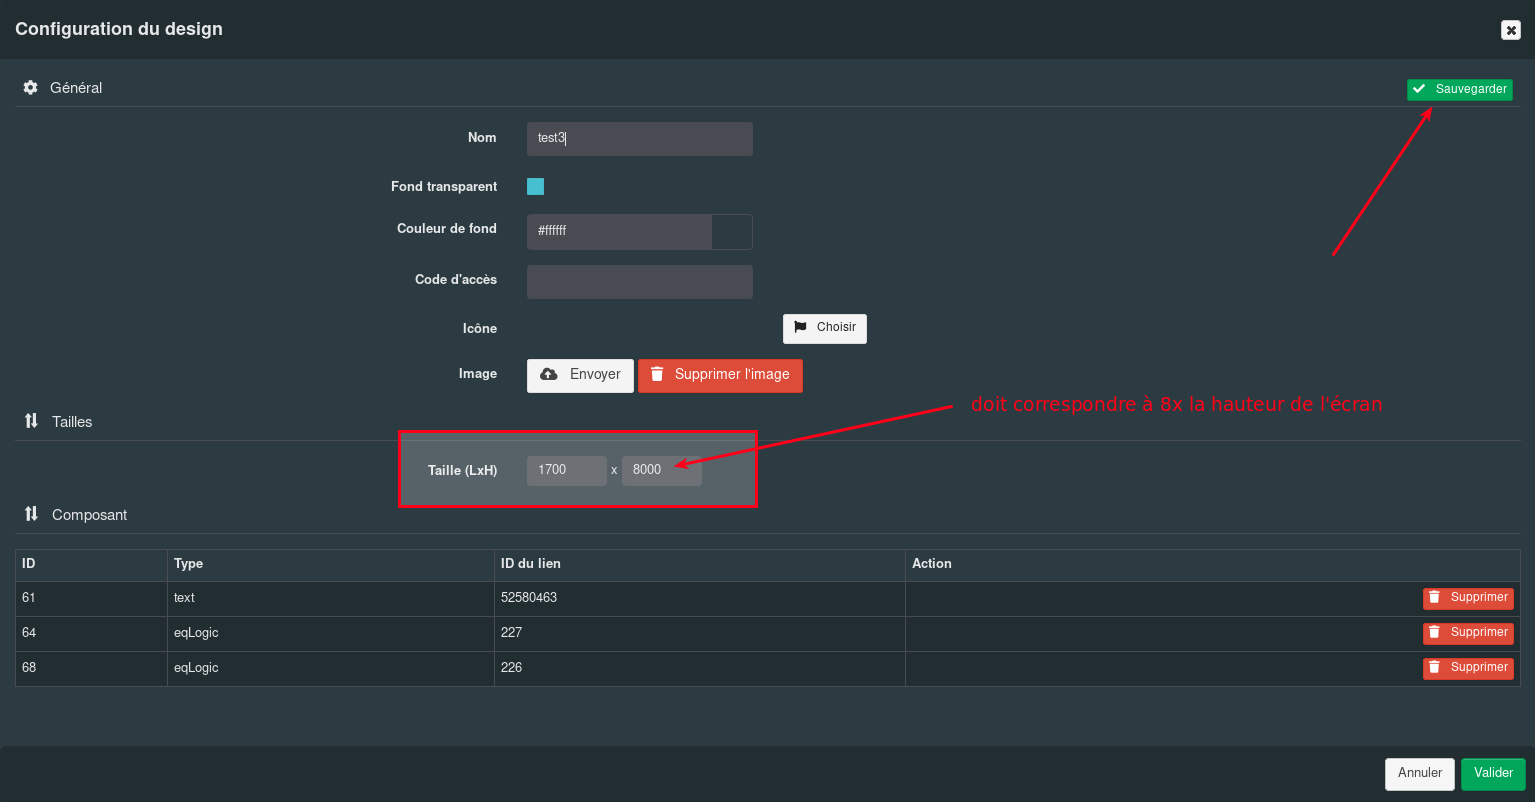 Configuration du design
Général
Sauvegarder
Nom test3
Fond transparent
Couleur de fond #ffffff
Code d'accès
Icône Choisir
Image Envoyer Supprimer l'image
doit correspondre à 8x la hauteur de l'écran
Tailles
Taille (LxH) 1700 x 8000
Composant
ID Type ID du lien Action
61 text 52580463 Supprimer
64 eqLogic 227 Supprimer
68 eqLogic 226 Supprimer
Annuler Valider